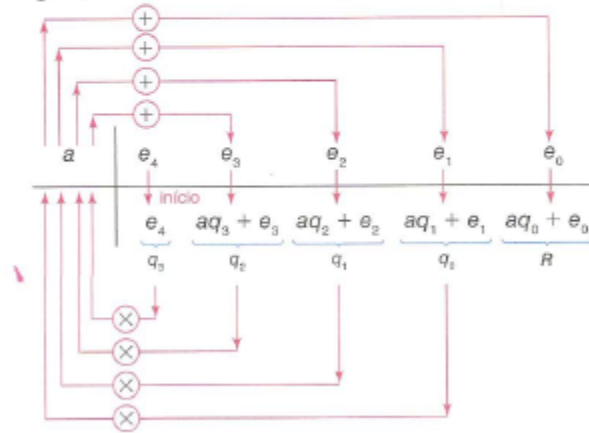 +
+
+
+
a e₄ e₃ e₂ e₁ e₀
início
e₄ aq₃ + e₃ aq₂ + e₂ aq₁ + e₁ aq₀ + e₀
q₃ q₂ q₁ q₀ R
×
×
×
×